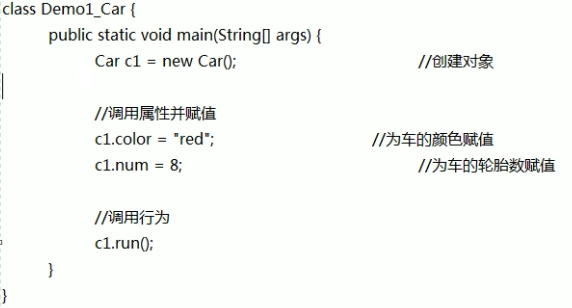 class Demo1_Car {
public static void main(String[] args) {
Car c1 = new Car(); //创建对象
//调用属性并赋值
c1.color = "red"; //为车的颜色赋值
c1.num = 8; //为车的轮胎数赋值
//调用行为
c1.run();
}
}